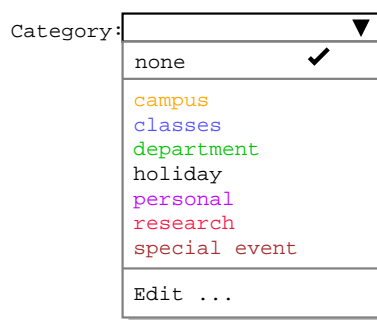 Category:
none
campus
classes
department
holiday
personal
research
special event
Edit ...